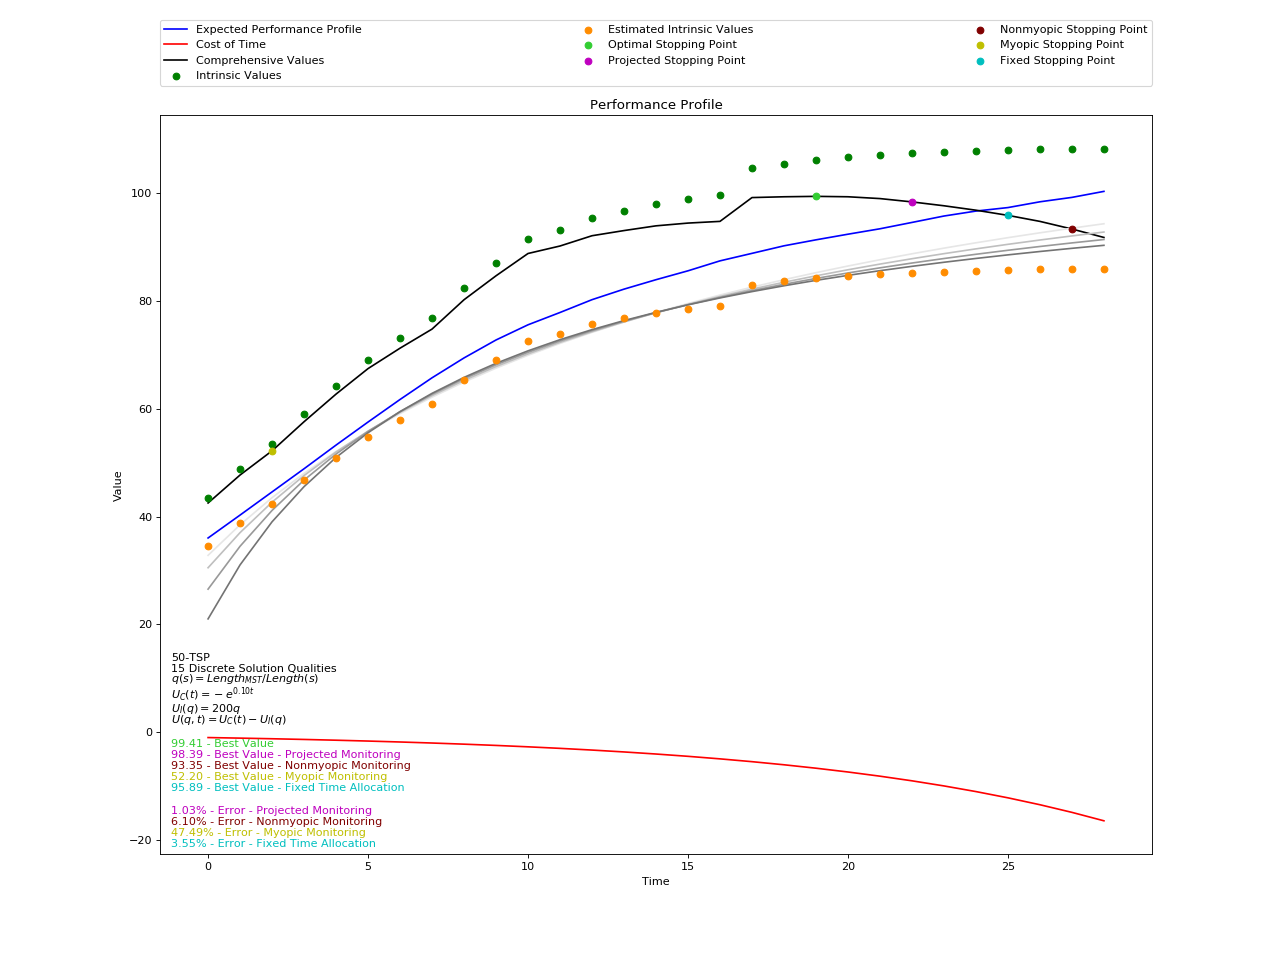 Expected Performance Profile
Cost of Time
Comprehensive Values
Intrinsic Values
Estimated Intrinsic Values
Optimal Stopping Point
Projected Stopping Point
Nonmyopic Stopping Point
Myopic Stopping Point
Fixed Stopping Point
Performance Profile
Value
100
80
60
40
20
0
−20
50-TSP
15 Discrete Solution Qualities
q(s) = Length_{MST}/Length(s)
U_C(t) = −e^{0.10t}
U_I(q) = 200q
U(q, t) = U_C(t) − U_I(q)
99.41 - Best Value
98.39 - Best Value - Projected Monitoring
93.35 - Best Value - Nonmyopic Monitoring
52.20 - Best Value - Myopic Monitoring
95.89 - Best Value - Fixed Time Allocation
1.03% - Error - Projected Monitoring
6.10% - Error - Nonmyopic Monitoring
47.49% - Error - Myopic Monitoring
3.55% - Error - Fixed Time Allocation
0 5 10 15 20 25
Time